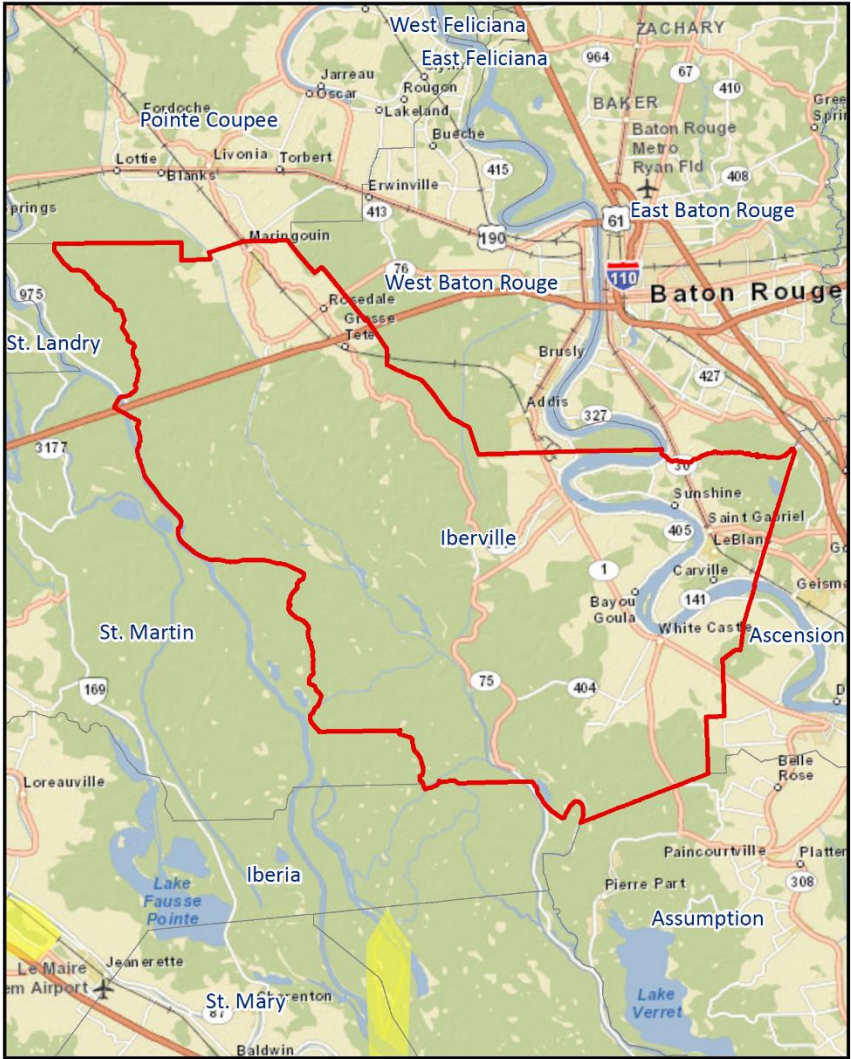 West Feliciana
ZACHARY
East Feliciana
964
67
Jarreau
Oscar
Rougon
410
Lakeland
BAKER
Fordoche
Pointe Coupee
Baton Rouge
Metro
Ryan Fld
Bueche
Lottie
Livonia
Torbert
Blanks
415
408
Erwinville
413
61
East Baton Rouge
190
Maringouin
76
110
West Baton Rouge
Baton Rouge
975
Rosedale
Grosse
Tete
St. Landry
Brusly
427
Addis
327
3177
30
Sunshine
405
Saint Gabriel
LeBlanc
Iberville
1
Carville
141
Bayou
Goula
White Castle
St. Martin
Ascension
169
75
404
Belle
Rose
Loreauville
Paincourtville
308
Iberia
Lake
Fausse
Pointe
Pierre Part
Assumption
Le Maire
Jeanerette
St. Mary
Lake
Verret
Baldwin